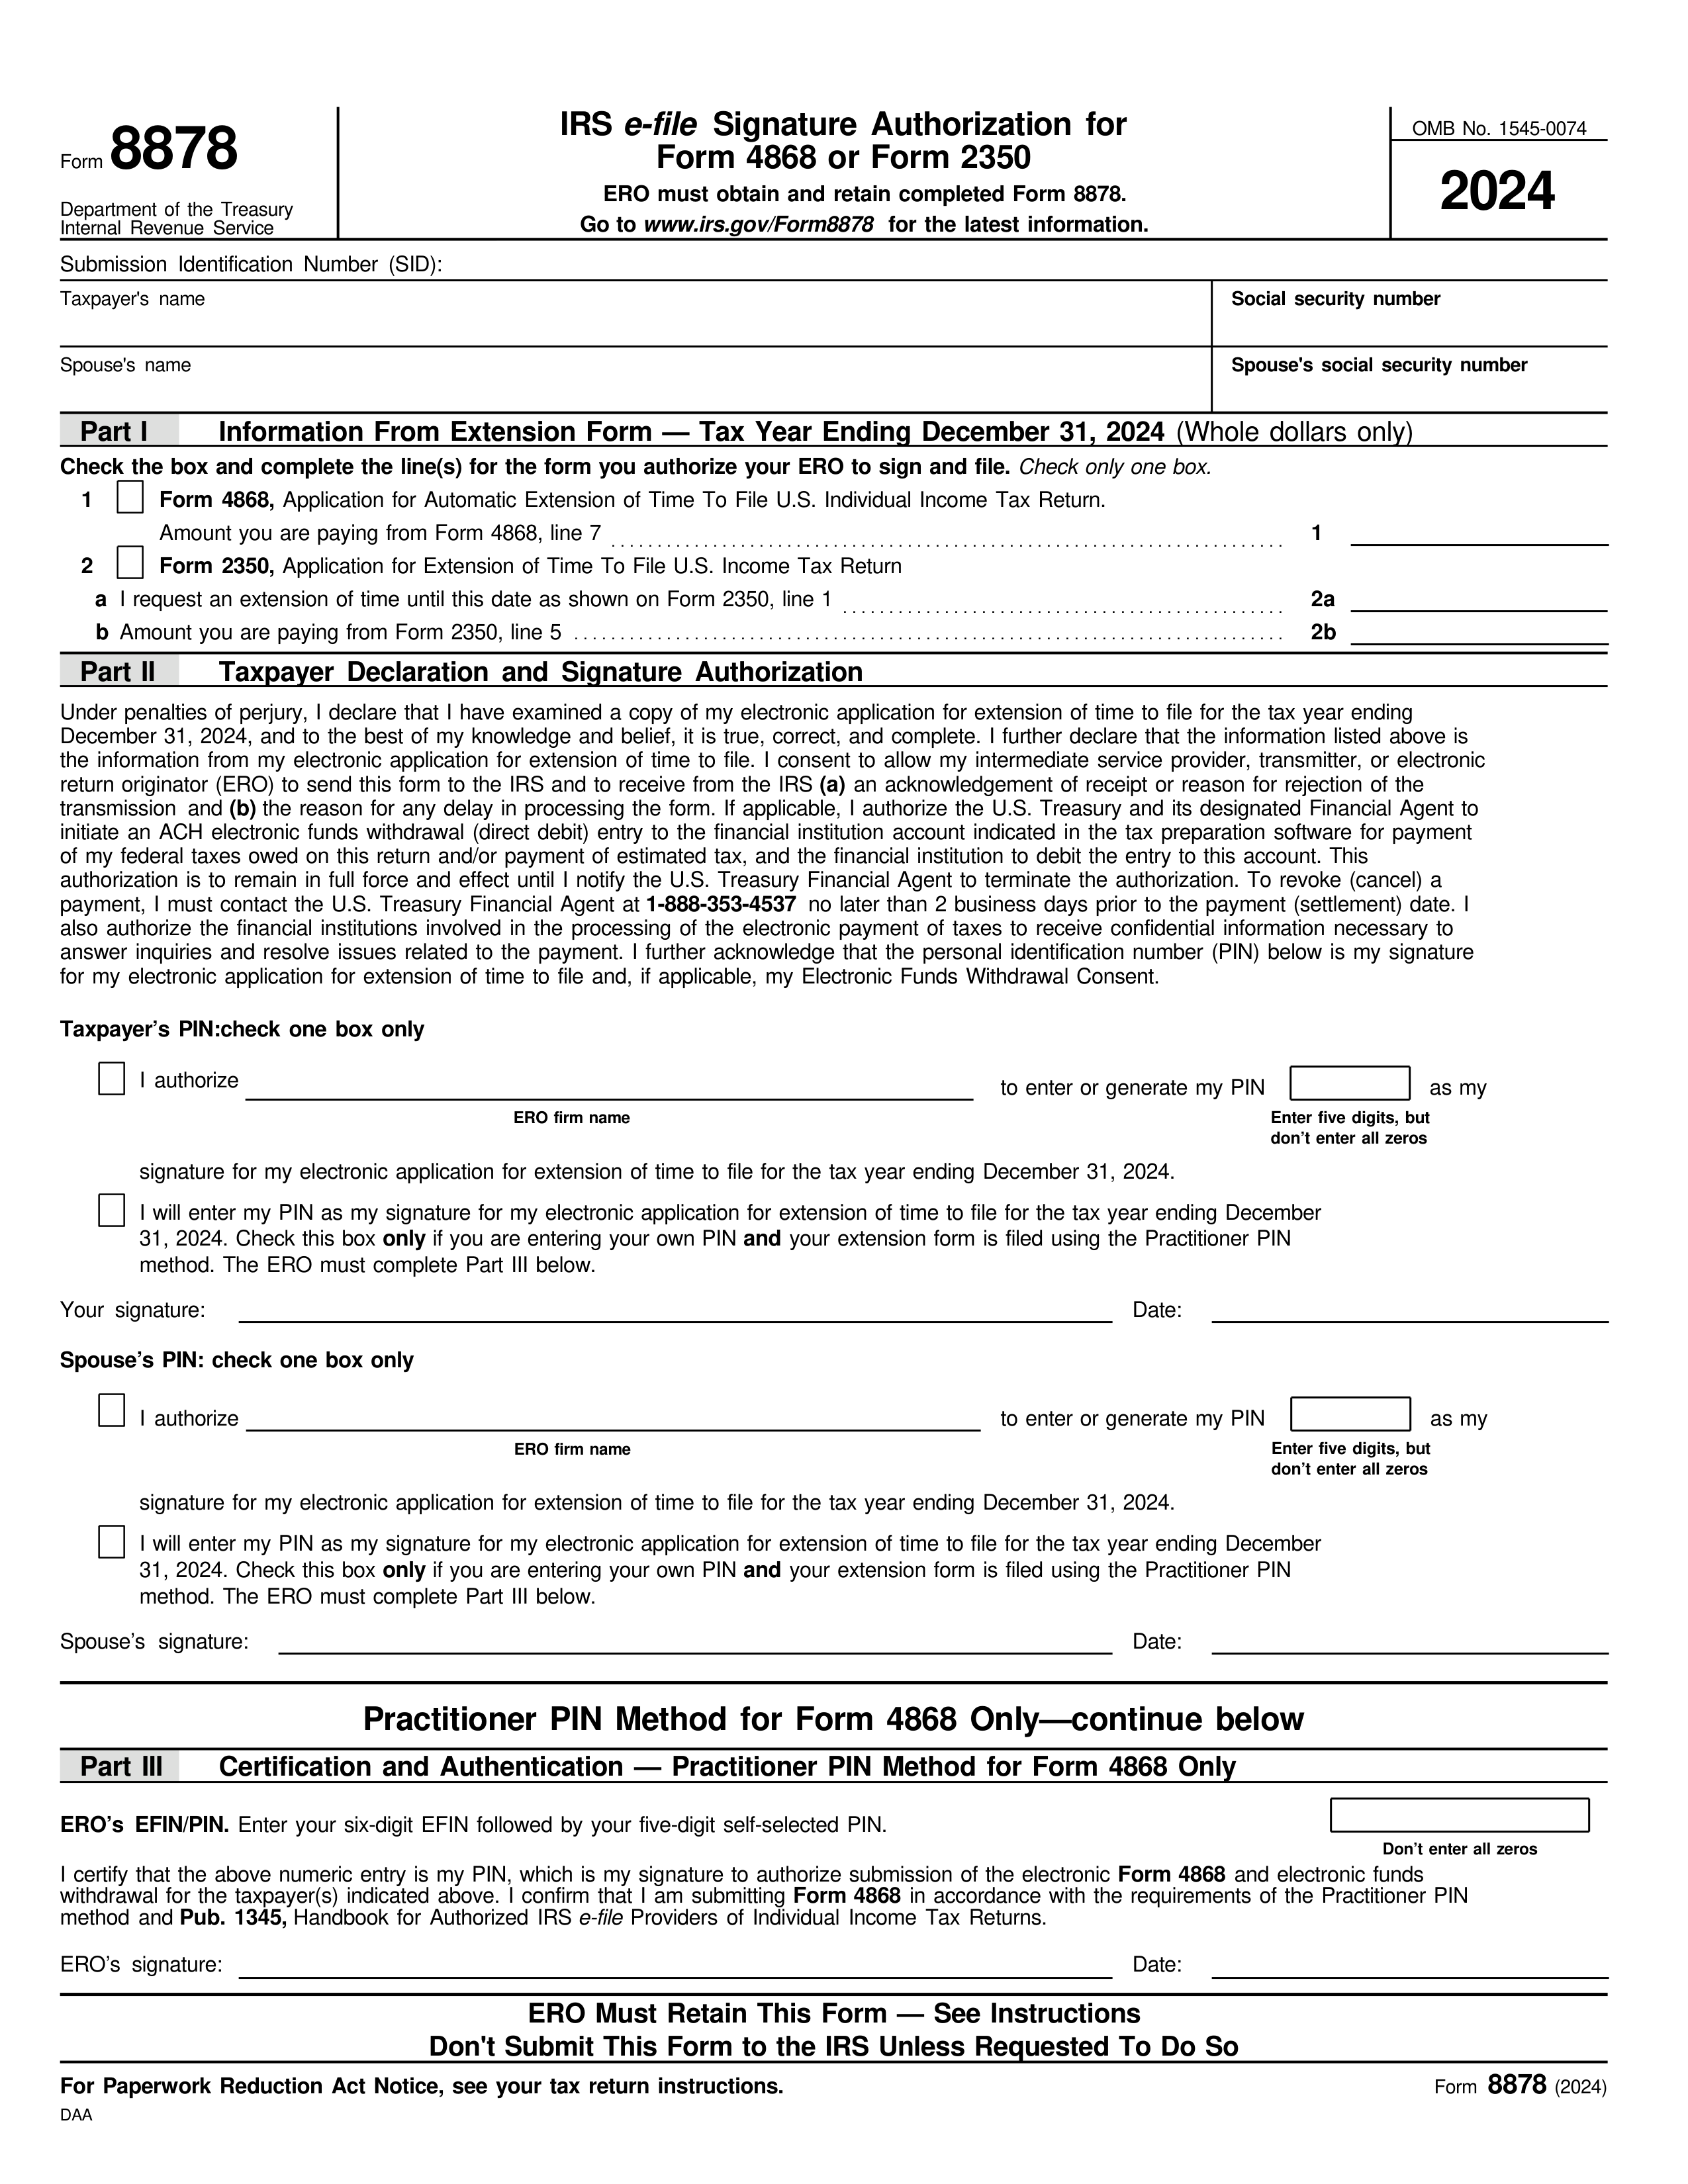 Form 8878
Department of the Treasury
Internal Revenue Service
IRS e-file Signature Authorization for
Form 4868 or Form 2350
ERO must obtain and retain completed Form 8878.
Go to www.irs.gov/Form8878 for the latest information.
OMB No. 1545-0074
2024
Submission Identification Number (SID):
Taxpayer's name
Social security number
Spouse's name
Spouse's social security number
Part I Information From Extension Form — Tax Year Ending December 31, 2024 (Whole dollars only)
Check the box and complete the line(s) for the form you authorize your ERO to sign and file. Check only one box.
1 Form 4868, Application for Automatic Extension of Time To File U.S. Individual Income Tax Return.
Amount you are paying from Form 4868, line 7 1
2 Form 2350, Application for Extension of Time To File U.S. Income Tax Return
a I request an extension of time until this date as shown on Form 2350, line 1 2a
b Amount you are paying from Form 2350, line 5 2b
Part II Taxpayer Declaration and Signature Authorization
Under penalties of perjury, I declare that I have examined a copy of my electronic application for extension of time to file for the tax year ending
December 31, 2024, and to the best of my knowledge and belief, it is true, correct, and complete. I further declare that the information listed above is
the information from my electronic application for extension of time to file. I consent to allow my intermediate service provider, transmitter, or electronic
return originator (ERO) to send this form to the IRS and to receive from the IRS (a) an acknowledgement of receipt or reason for rejection of the
transmission and (b) the reason for any delay in processing the form. If applicable, I authorize the U.S. Treasury and its designated Financial Agent to
initiate an ACH electronic funds withdrawal (direct debit) entry to the financial institution account indicated in the tax preparation software for payment
of my federal taxes owed on this return and/or payment of estimated tax, and the financial institution to debit the entry to this account. This
authorization is to remain in full force and effect until I notify the U.S. Treasury Financial Agent to terminate the authorization. To revoke (cancel) a
payment, I must contact the U.S. Treasury Financial Agent at 1-888-353-4537 no later than 2 business days prior to the payment (settlement) date. I
also authorize the financial institutions involved in the processing of the electronic payment of taxes to receive confidential information necessary to
answer inquiries and resolve issues related to the payment. I further acknowledge that the personal identification number (PIN) below is my signature
for my electronic application for extension of time to file and, if applicable, my Electronic Funds Withdrawal Consent.
Taxpayer’s PIN:check one box only
I authorize to enter or generate my PIN as my
ERO firm name
Enter five digits, but
don’t enter all zeros
signature for my electronic application for extension of time to file for the tax year ending December 31, 2024.
I will enter my PIN as my signature for my electronic application for extension of time to file for the tax year ending December
31, 2024. Check this box only if you are entering your own PIN and your extension form is filed using the Practitioner PIN
method. The ERO must complete Part III below.
Your signature: Date:
Spouse’s PIN: check one box only
I authorize to enter or generate my PIN as my
ERO firm name
Enter five digits, but
don’t enter all zeros
signature for my electronic application for extension of time to file for the tax year ending December 31, 2024.
I will enter my PIN as my signature for my electronic application for extension of time to file for the tax year ending December
31, 2024. Check this box only if you are entering your own PIN and your extension form is filed using the Practitioner PIN
method. The ERO must complete Part III below.
Spouse’s signature: Date:
Practitioner PIN Method for Form 4868 Only—continue below
Part III Certification and Authentication — Practitioner PIN Method for Form 4868 Only
ERO’s EFIN/PIN. Enter your six-digit EFIN followed by your five-digit self-selected PIN.
Don’t enter all zeros
I certify that the above numeric entry is my PIN, which is my signature to authorize submission of the electronic Form 4868 and electronic funds
withdrawal for the taxpayer(s) indicated above. I confirm that I am submitting Form 4868 in accordance with the requirements of the Practitioner PIN
method and Pub. 1345, Handbook for Authorized IRS e-file Providers of Individual Income Tax Returns.
ERO’s signature: Date:
ERO Must Retain This Form — See Instructions
Don't Submit This Form to the IRS Unless Requested To Do So
For Paperwork Reduction Act Notice, see your tax return instructions.
Form 8878 (2024)
DAA